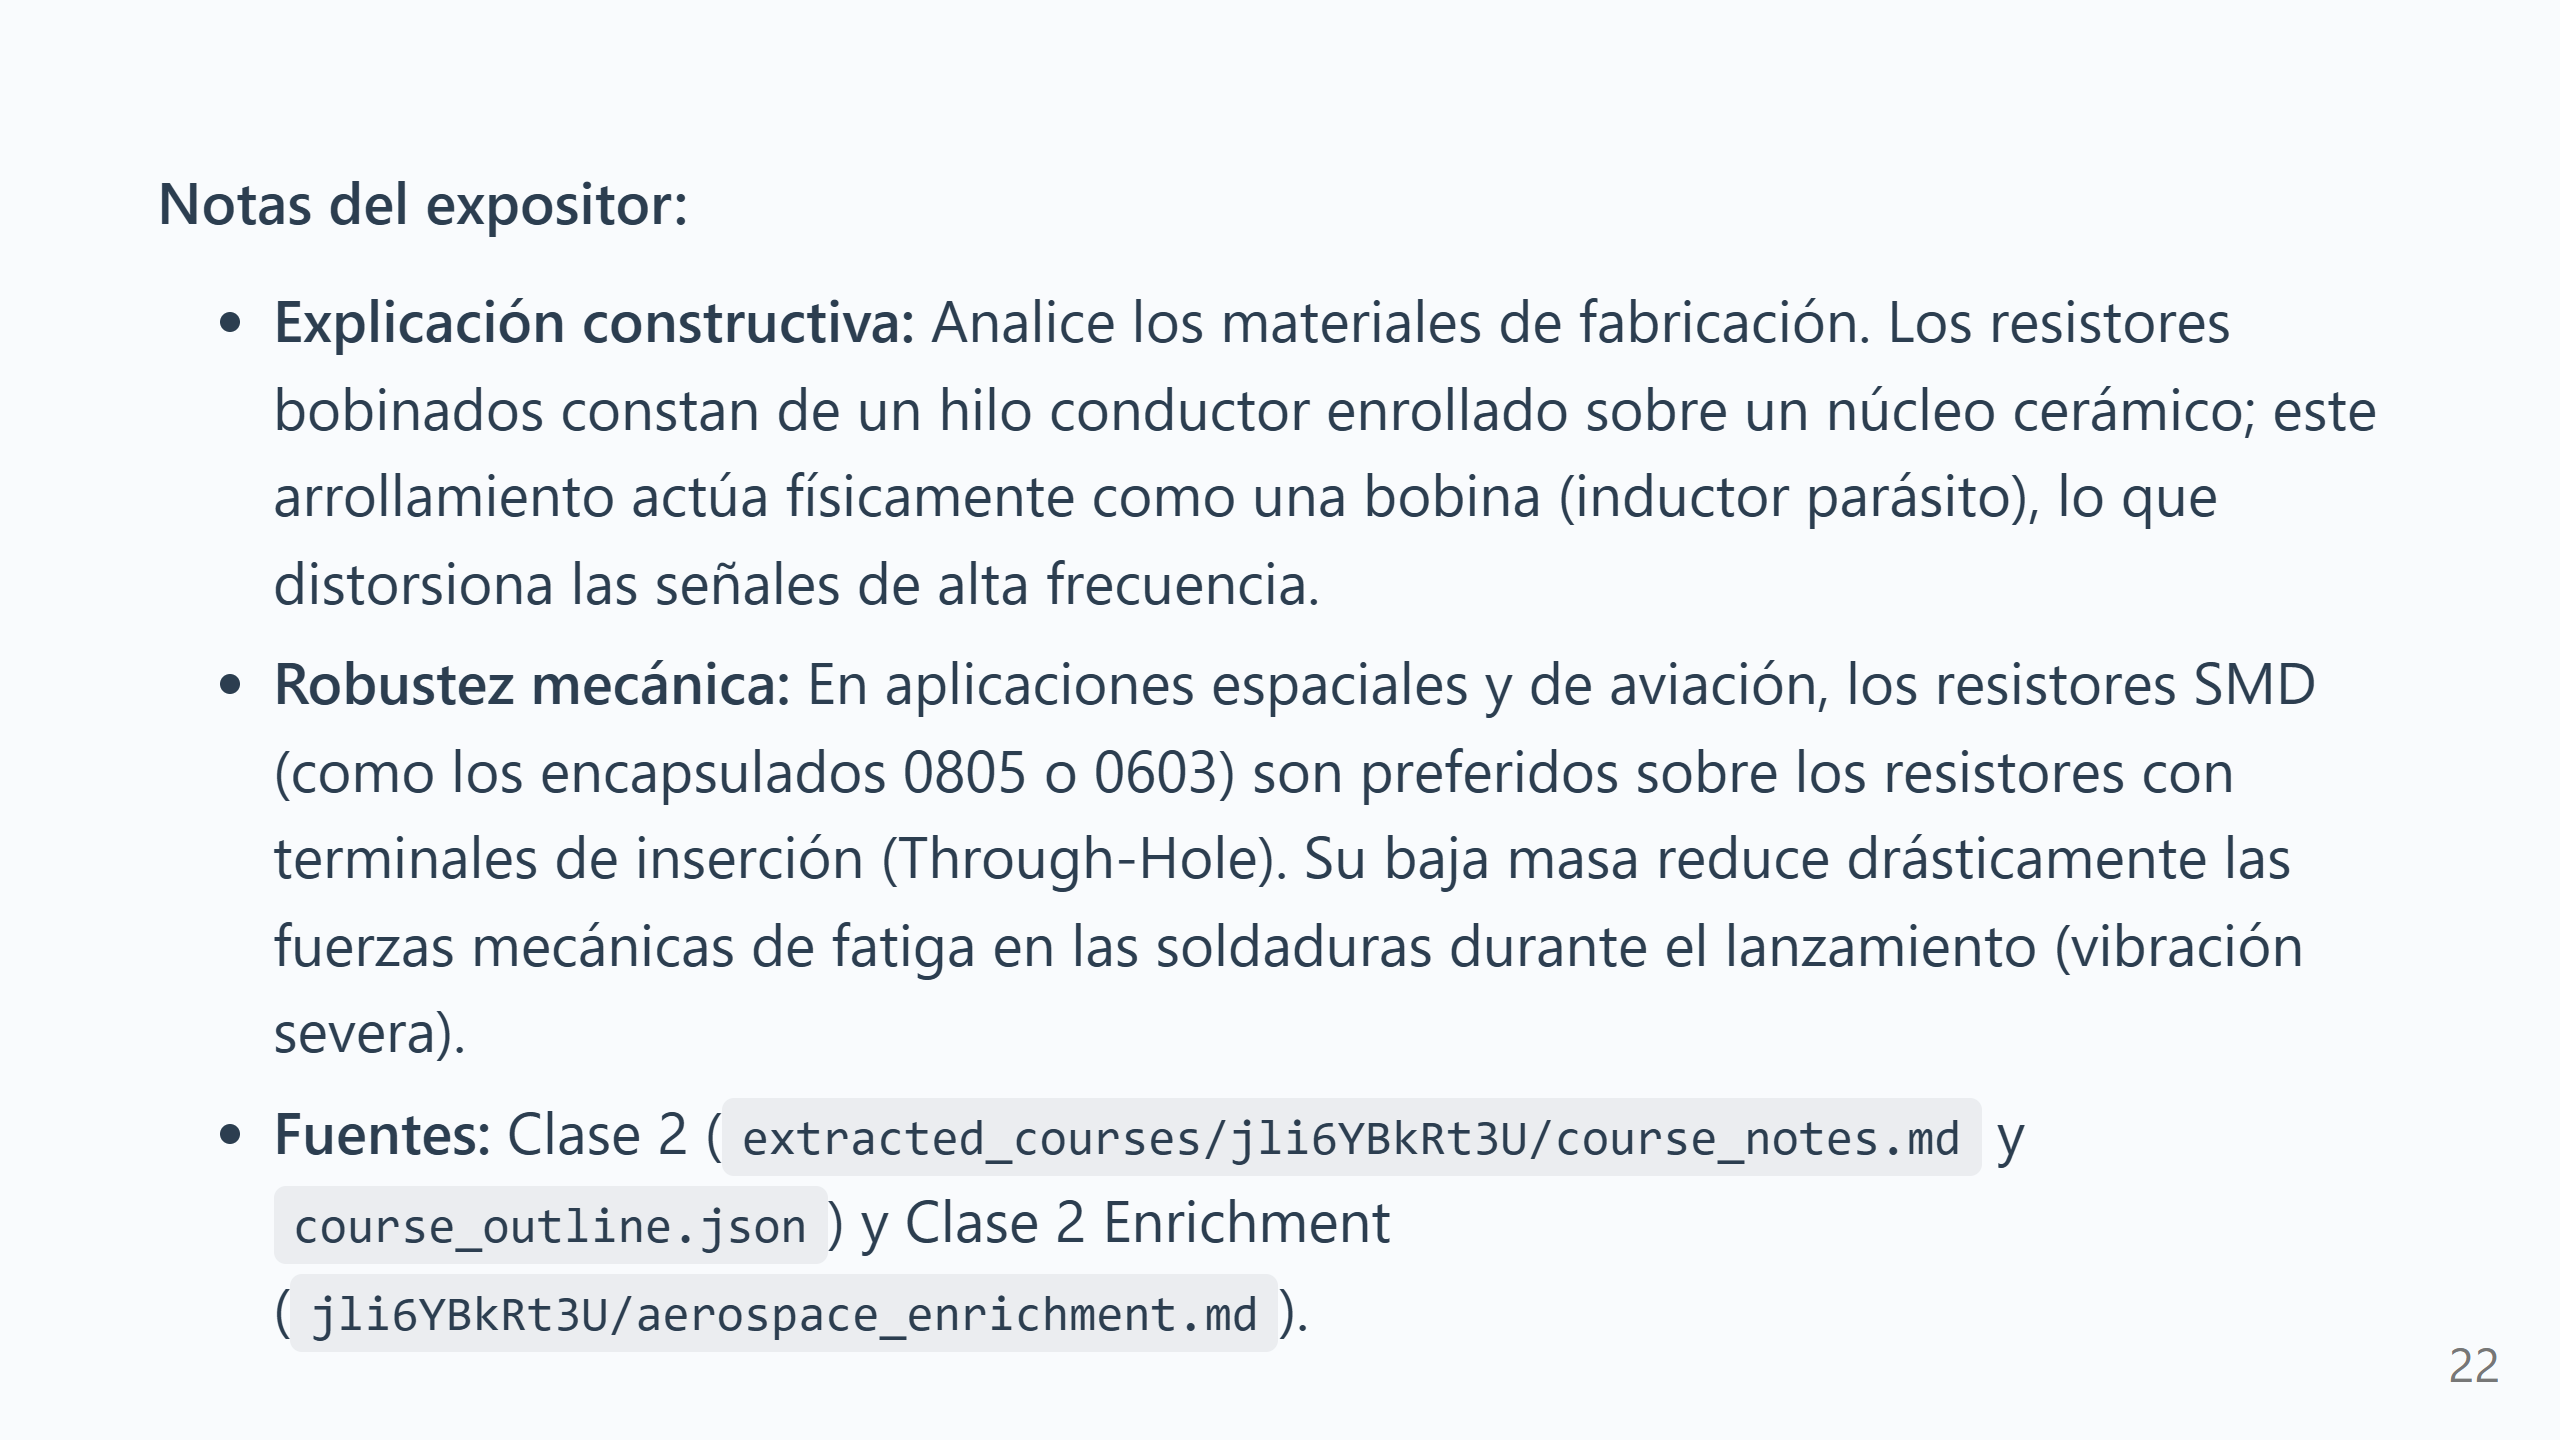 Notas del expositor:
• Explicación constructiva: Analice los materiales de fabricación. Los resistores
bobinados constan de un hilo conductor enrollado sobre un núcleo cerámico; este
arrollamiento actúa físicamente como una bobina (inductor parásito), lo que
distorsiona las señales de alta frecuencia.
• Robustez mecánica: En aplicaciones espaciales y de aviación, los resistores SMD
(como los encapsulados 0805 o 0603) son preferidos sobre los resistores con
terminales de inserción (Through-Hole). Su baja masa reduce drásticamente las
fuerzas mecánicas de fatiga en las soldaduras durante el lanzamiento (vibración
severa).
• Fuentes: Clase 2 (extracted_courses/jli6YBkRt3U/course_notes.md y
course_outline.json) y Clase 2 Enrichment
(jli6YBkRt3U/aerospace_enrichment.md).
22